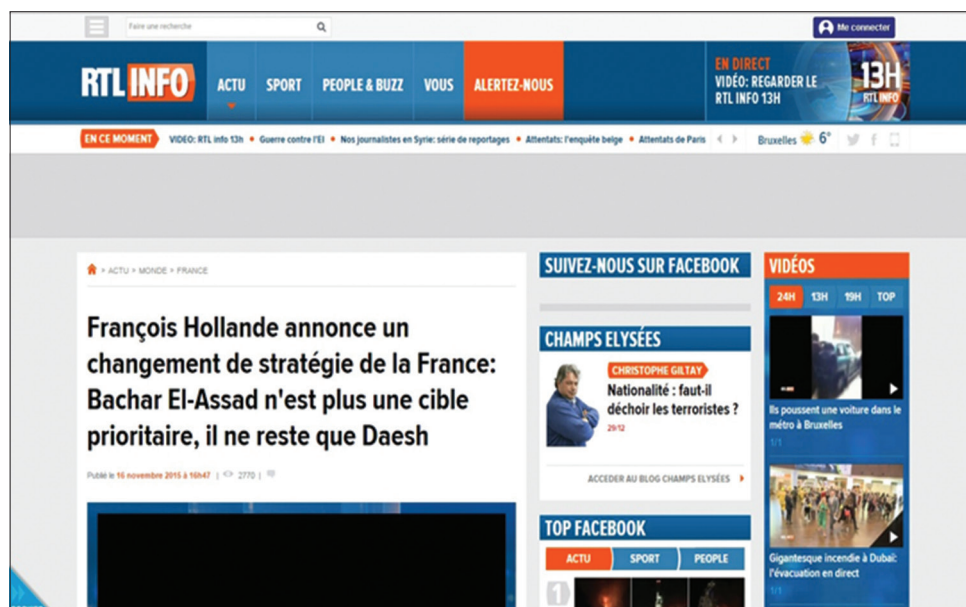 Faire une recherche
Me connecter
RTL INFO
ACTU
SPORT
PEOPLE & BUZZ
VOUS
ALERTEZ-NOUS
EN DIRECT
VIDÉO: REGARDER LE
RTL INFO 13H
13H
RTL INFO
EN CE MOMENT
VIDEO: RTL info 13h • Guerre contre l'EI • Nos journalistes en Syrie: série de reportages • Attentats: l'enquête belge • Attentats de Paris
Bruxelles 6°
> ACTU > MONDE > FRANCE
François Hollande annonce un
changement de stratégie de la France:
Bachar El-Assad n'est plus une cible
prioritaire, il ne reste que Daesh
Publié le 16 novembre 2015 à 16h47 | 2770 |
SUIVEZ-NOUS SUR FACEBOOK
CHAMPS ELYSÉES
CHRISTOPHE GILTAY
Nationalité : faut-il
déchoir les terroristes ?
29/12
ACCEDER AU BLOG CHAMPS ELYSÉES
TOP FACEBOOK
ACTU
SPORT
PEOPLE
1
VIDÉOS
24H
13H
19H
TOP
Ils poussent une voiture dans le
métro à Bruxelles
1/1
Gigantesque incendie à Dubaï:
l'évacuation en direct
1/1